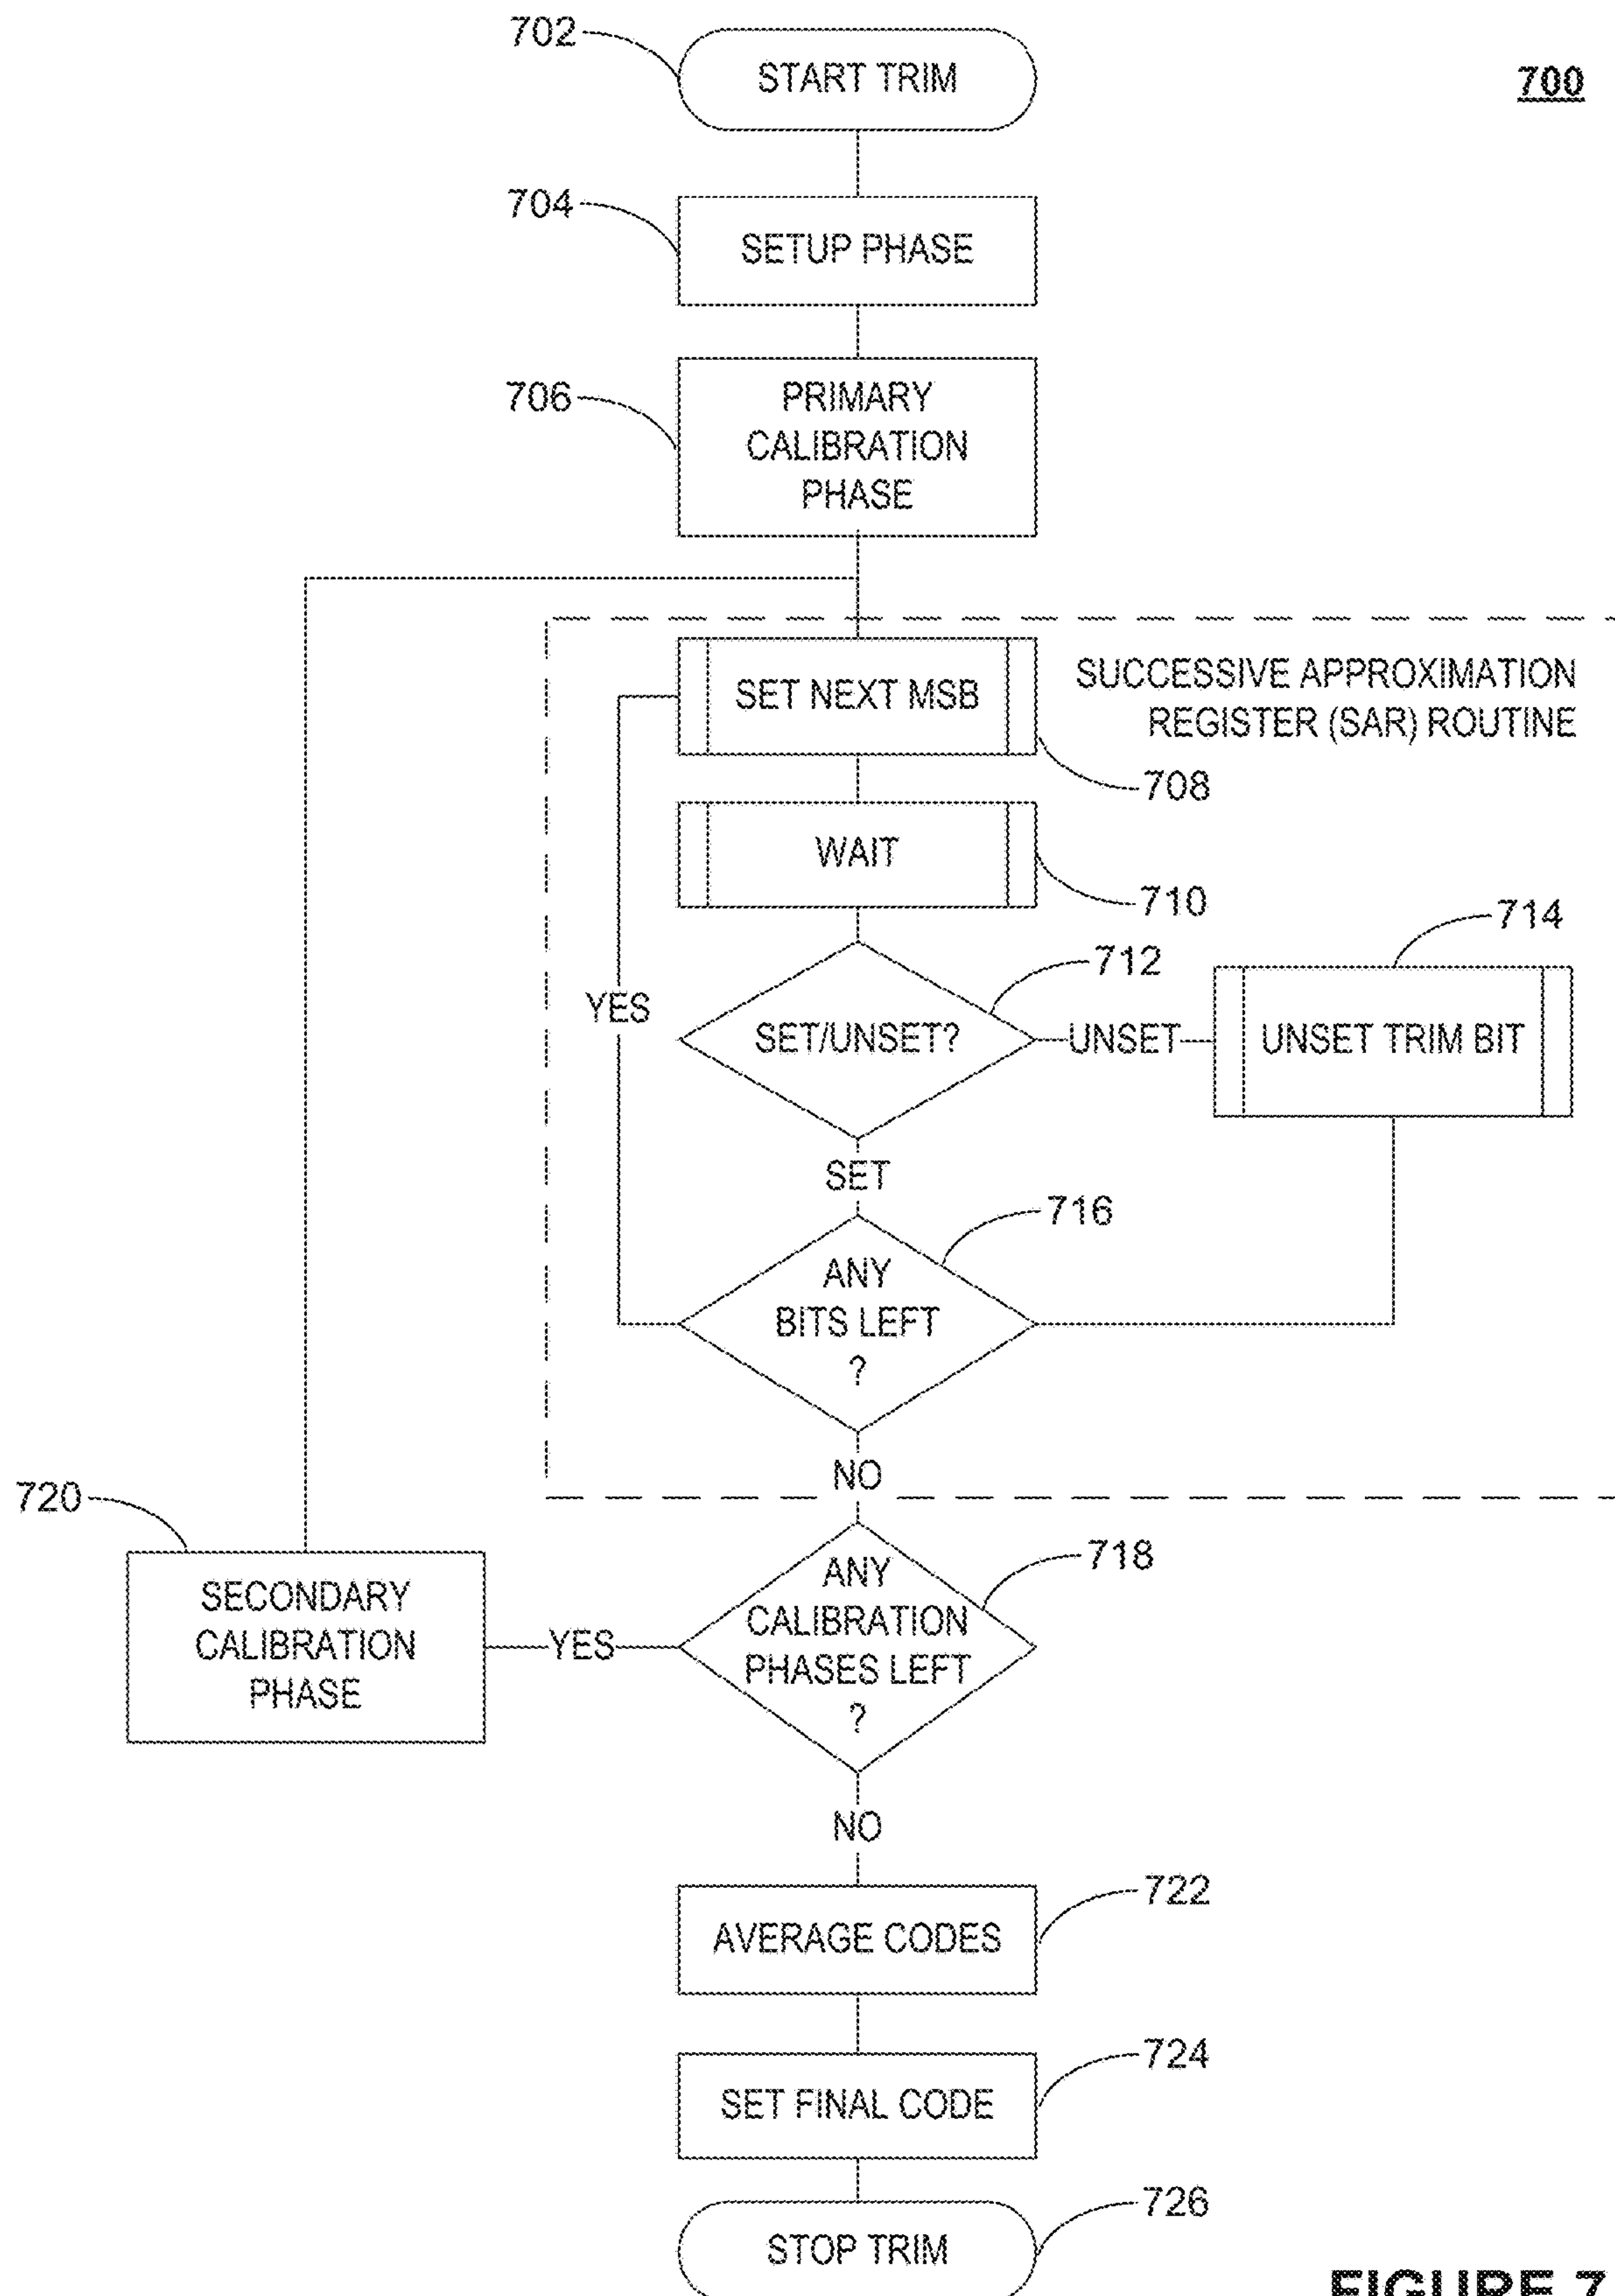 702
START TRIM
700
704
SETUP PHASE
706
PRIMARY
CALIBRATION
PHASE
SET NEXT MSB
SUCCESSIVE APPROXIMATION
REGISTER (SAR) ROUTINE
708
WAIT
710
714
712
YES
SET/UNSET?
UNSET
UNSET TRIM BIT
SET
716
ANY
BITS LEFT
?
NO
720
718
SECONDARY
CALIBRATION
PHASE
YES
ANY
CALIBRATION
PHASES LEFT
?
NO
722
AVERAGE CODES
724
SET FINAL CODE
726
STOP TRIM
FIGURE 7